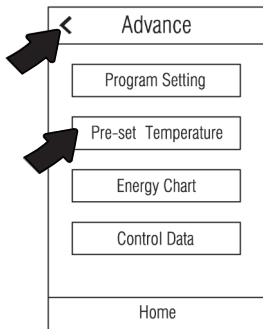 < Advance
Program Setting
Pre-set Temperature
Energy Chart
Control Data
Home